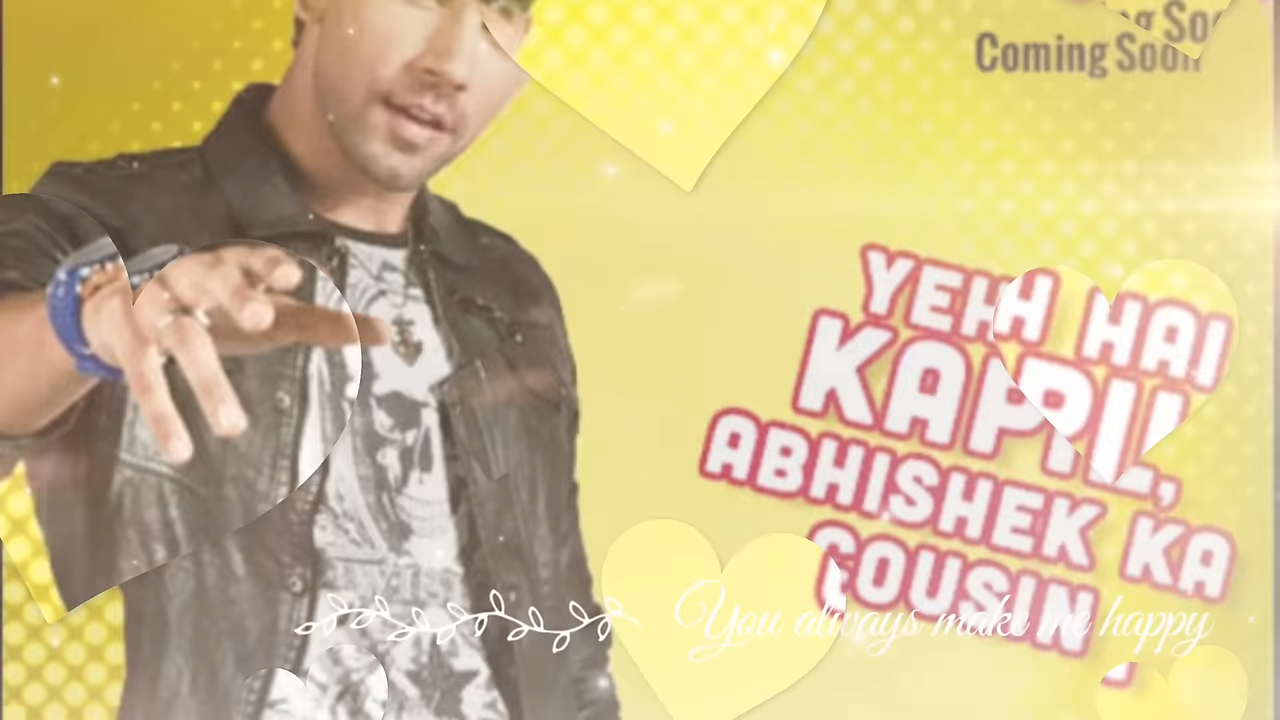 Coming Soon
YEH HAI
KAPIL,
ABHISHEK KA
COUSIN
You always make me happy